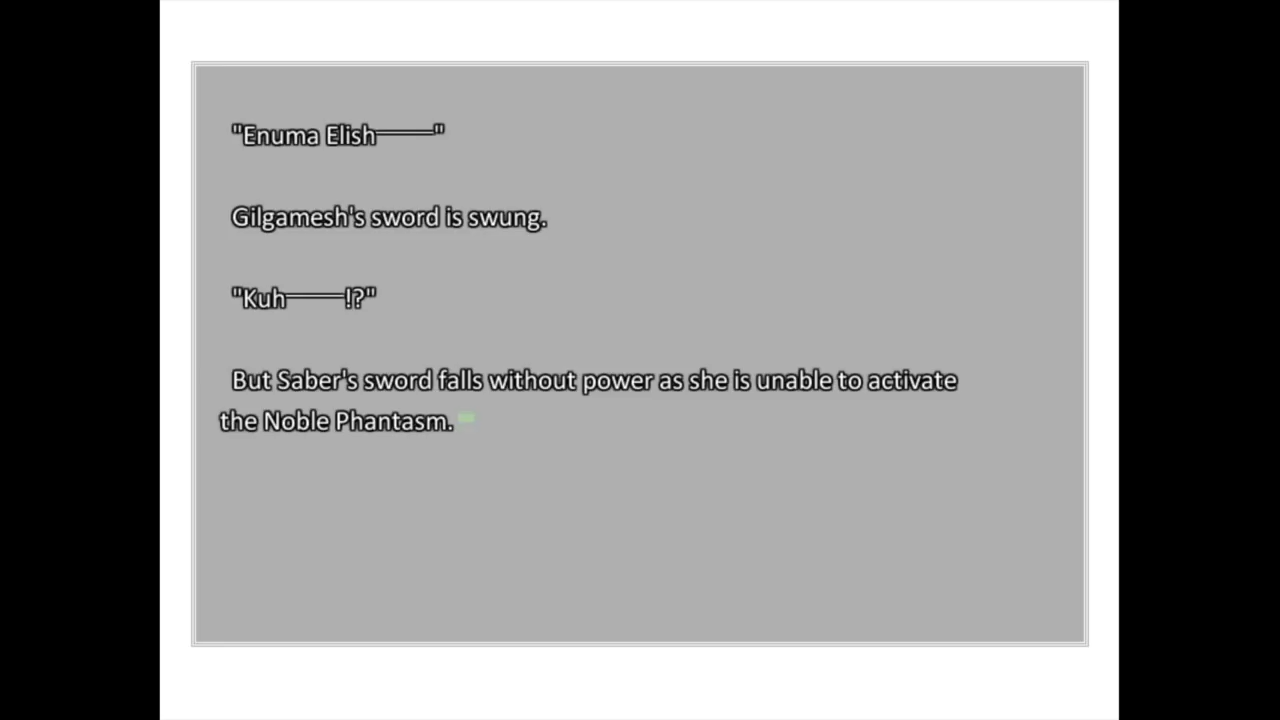 "Enuma Elish───"
Gilgamesh's sword is swung.
"Kuh───!?"
But Saber's sword falls without power as she is unable to activate
the Noble Phantasm.